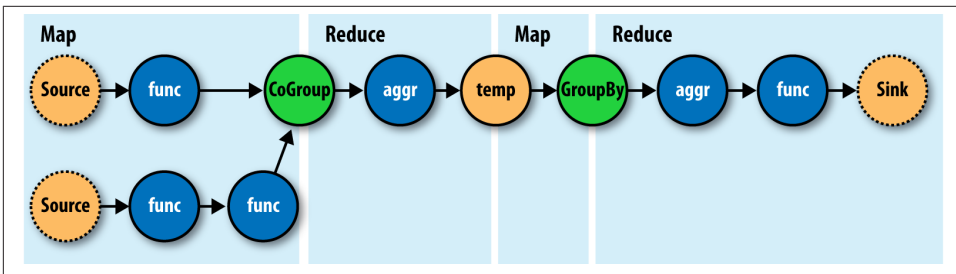 Map Reduce Map Reduce
Source func CoGroup aggr temp GroupBy aggr func Sink
Source func func